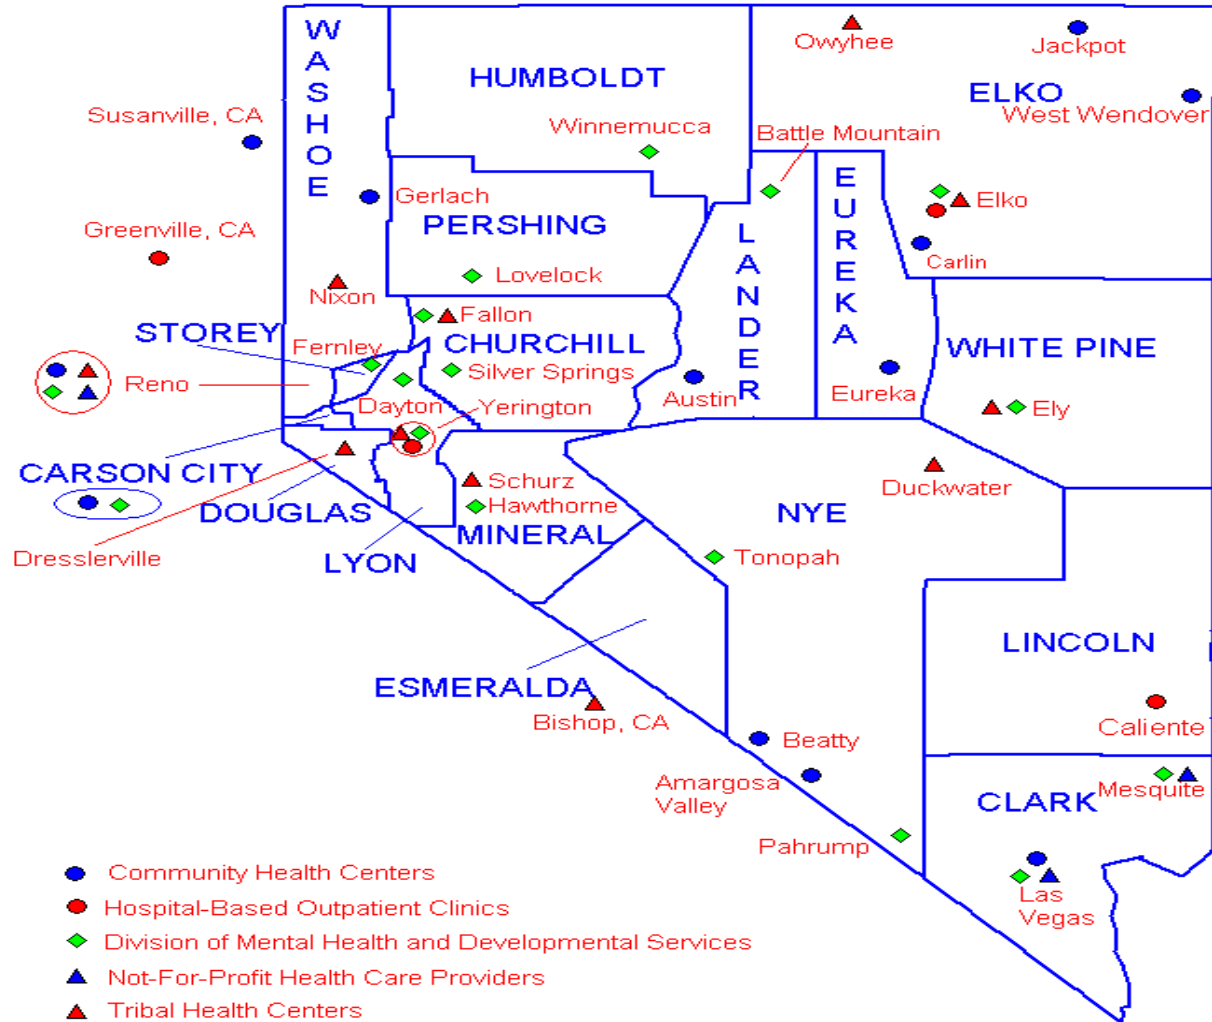 WASHOE
Owyhee
Jackpot
HUMBOLDT
ELKO
Susanville, CA
West Wendover
Winnemucca
Battle Mountain
EUREKA
Gerlach
Elko
Greenville, CA
PERSHING
LANDER
Carlin
Lovelock
Nixon
Fallon
STOREY
CHURCHILL
Fernley
WHITE PINE
Silver Springs
Reno
Eureka
Austin
Dayton
Yerington
Ely
CARSON CITY
Schurz
Duckwater
Hawthorne
DOUGLAS
NYE
MINERAL
Dresslerville
LYON
Tonopah
LINCOLN
ESMERALDA
Bishop, CA
Caliente
Beatty
Amargosa
Valley
Mesquite
CLARK
Pahrump
Las
Vegas
Community Health Centers
Hospital-Based Outpatient Clinics
Division of Mental Health and Developmental Services
Not-For-Profit Health Care Providers
Tribal Health Centers